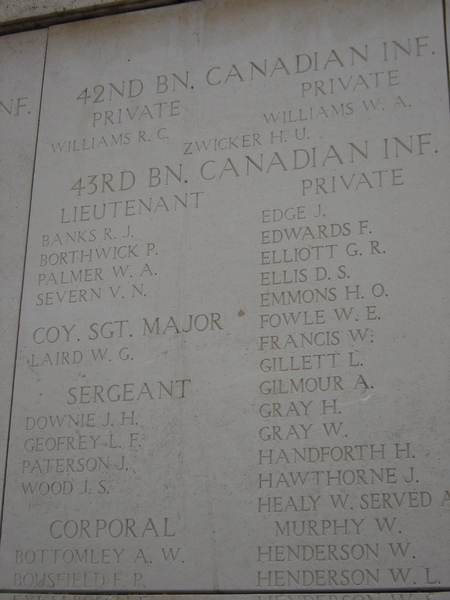 NF.
42ND BN. CANADIAN INF.
PRIVATE
WILLIAMS R. C.
PRIVATE
WILLIAMS W. A.
ZWICKER H. U.
43RD BN. CANADIAN INF.
LIEUTENANT
BANKS R. J.
BORTHWICK P.
PALMER W. A.
SEVERN V. N.
COY. SGT. MAJOR
LAIRD W. G.
SERGEANT
DOWNIE J. H.
GEOFREY L. F.
PATERSON J.
WOOD J. S.
CORPORAL
BOTTOMLEY A. W.
BOUSFIELD F. P.
PRIVATE
EDGE J.
EDWARDS F.
ELLIOTT G. R.
ELLIS D. S.
EMMONS H. O.
FOWLE W. E.
FRANCIS W.
GILLETT L.
GILMOUR A.
GRAY H.
GRAY W.
HANDFORTH H.
HAWTHORNE J.
HEALY W. SERVED A
MURPHY W.
HENDERSON W.
HENDERSON W. L.